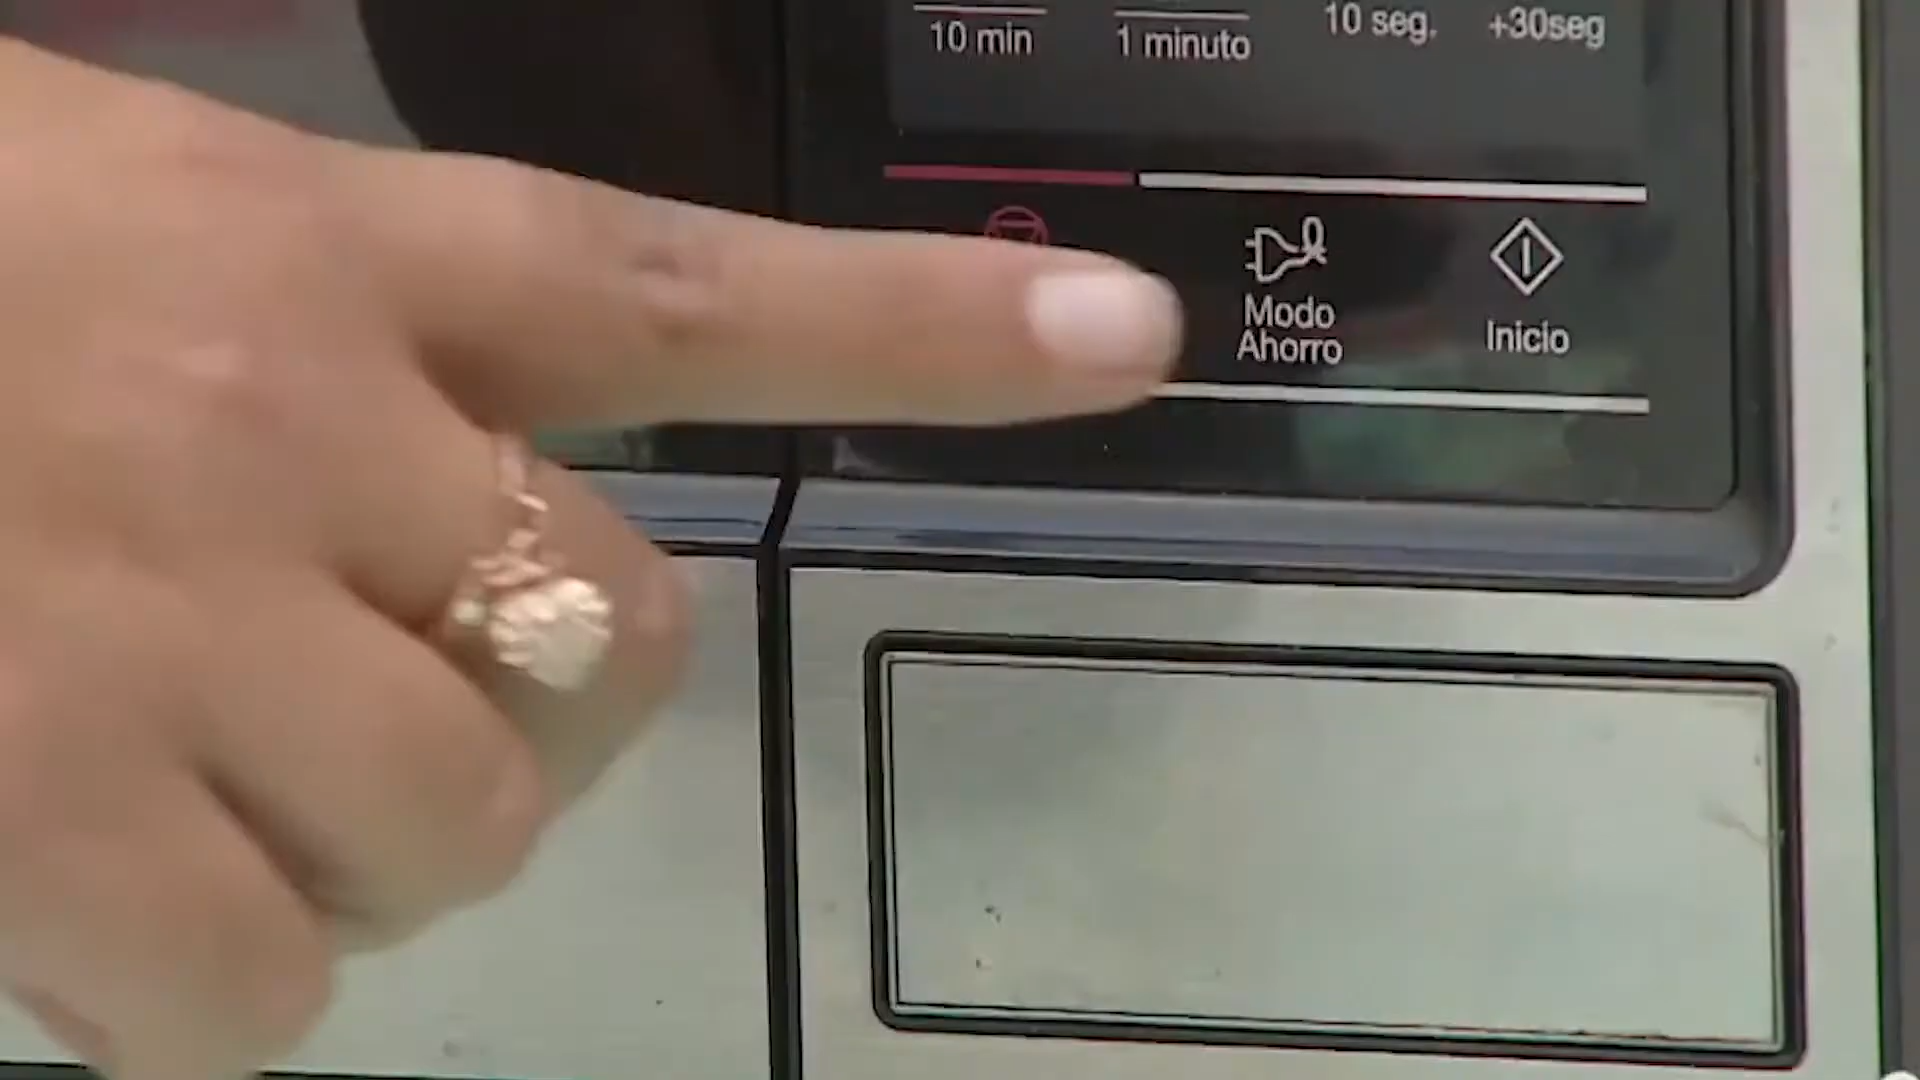 10 min
1 minuto
10 seg.
+30seg
Modo
Ahorro
Inicio